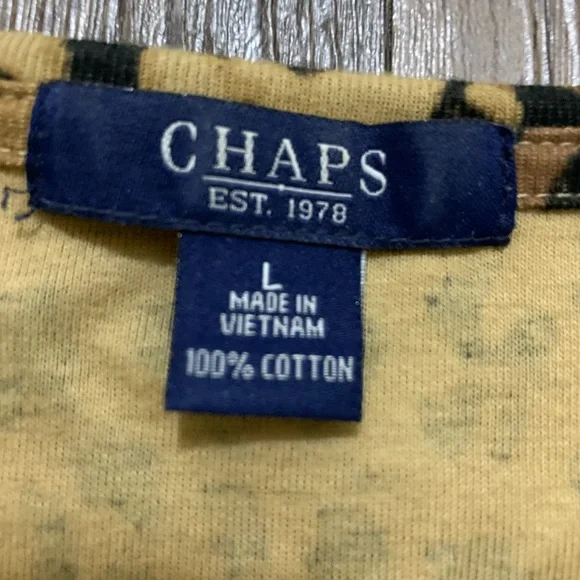 CHAPS
EST. 1978
L
MADE IN
VIETNAM
100% COTTON